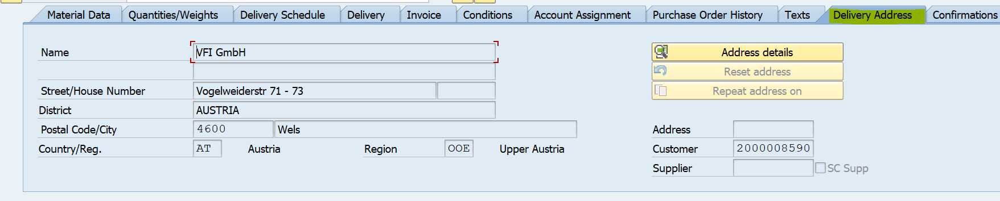 Material Data Quantities/Weights Delivery Schedule Delivery Invoice Conditions Account Assignment Purchase Order History Texts Delivery Address Confirmations
Name VFI GmbH Address details
Reset address
Street/House Number Vogelweiderstr 71 - 73 Repeat address on
District AUSTRIA
Postal Code/City 4600 Wels Address
Country/Reg. AT Austria Region OOE Upper Austria Customer 2000008590
Supplier SC Supp